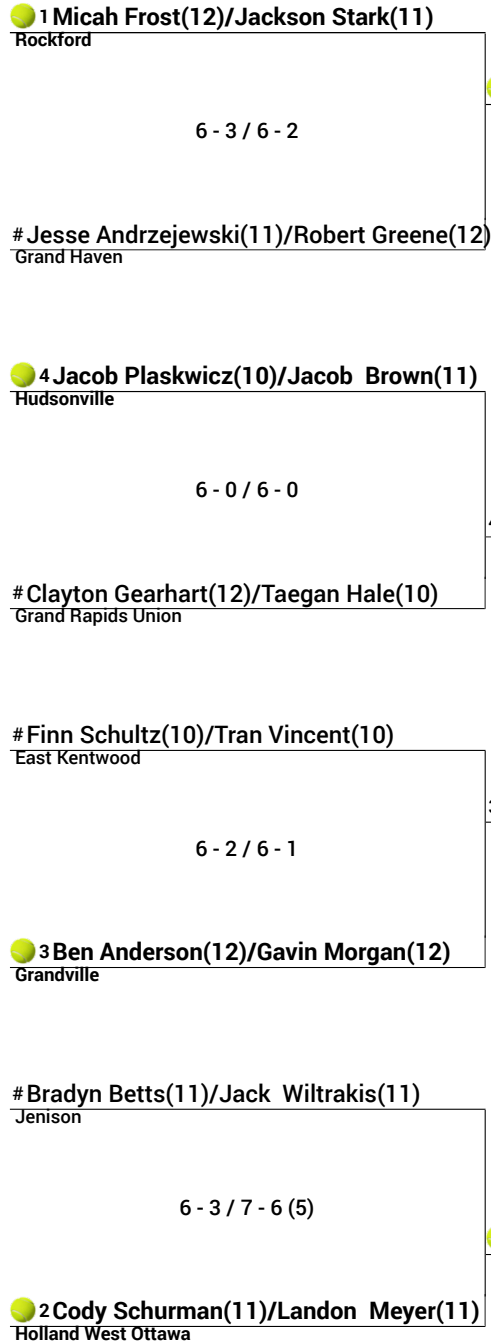 1 Micah Frost(12)/Jackson Stark(11)
Rockford
6 - 3 / 6 - 2
# Jesse Andrzejewski(11)/Robert Greene(12)
Grand Haven
4 Jacob Plaskwicz(10)/Jacob  Brown(11)
Hudsonville
6 - 0 / 6 - 0
# Clayton Gearhart(12)/Taegan Hale(10)
Grand Rapids Union
# Finn Schultz(10)/Tran Vincent(10)
East Kentwood
6 - 2 / 6 - 1
3 Ben Anderson(12)/Gavin Morgan(12)
Grandville
# Bradyn Betts(11)/Jack  Wiltrakis(11)
Jenison
6 - 3 / 7 - 6 (5)
2 Cody Schurman(11)/Landon  Meyer(11)
Holland West Ottawa